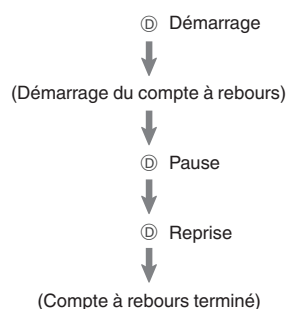 Ⓓ Démarrage
(Démarrage du compte à rebours)
Ⓓ Pause
Ⓓ Reprise
(Compte à rebours terminé)